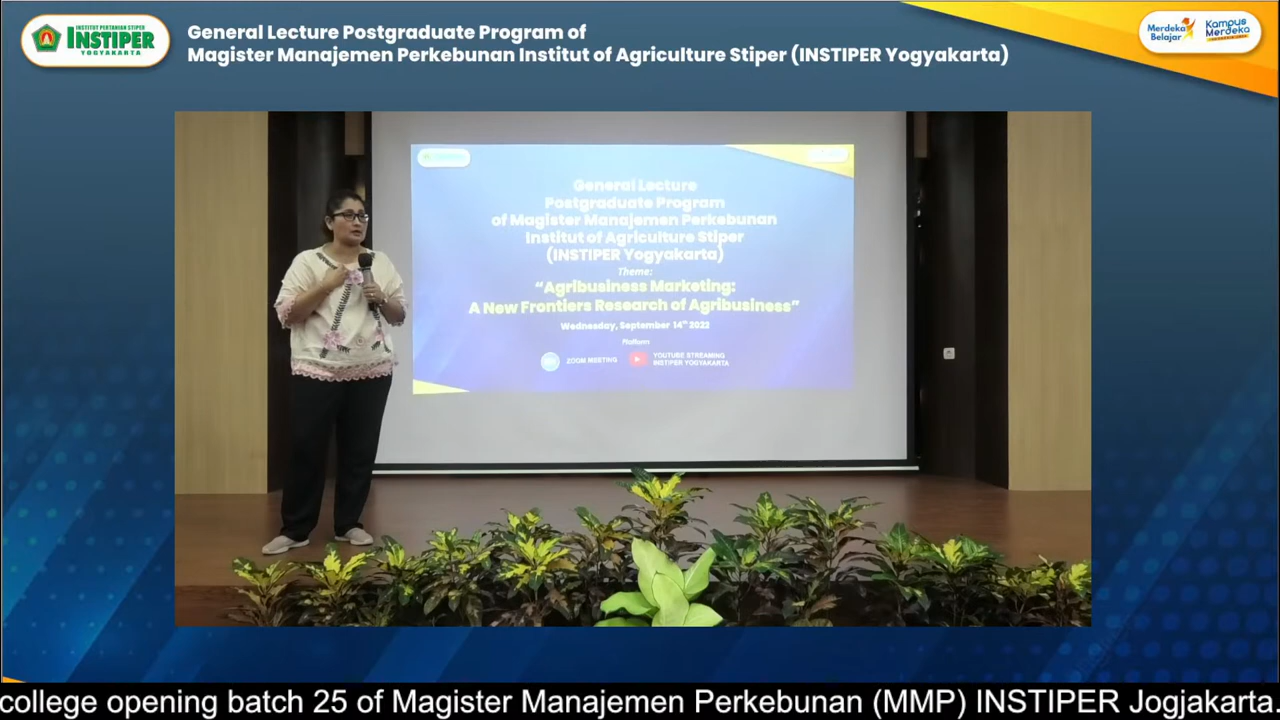 INSTITUT PERTANIAN STIPER
INSTIPER
YOGYAKARTA
General Lecture Postgraduate Program of
Magister Manajemen Perkebunan Institut of Agriculture Stiper (INSTIPER Yogyakarta)
Merdeka
Belajar
Kampus
Merdeka
General Lecture
Postgraduate Program
of Magister Manajemen Perkebunan
Institut of Agriculture Stiper
(INSTIPER Yogyakarta)
Theme:
“Agribusiness Marketing:
A New Frontiers Research of Agribusiness”
Wednesday, September 14th 2022
Platform
ZOOM MEETING
YOUTUBE STREAMING
INSTIPER YOGYAKARTA
college opening batch 25 of Magister Manajemen Perkebunan (MMP) INSTIPER Jogjakarta.